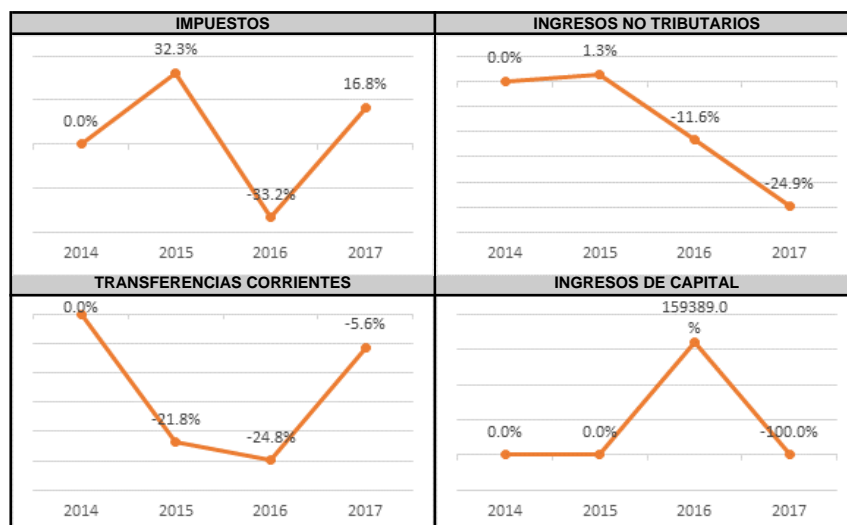 IMPUESTOS
32.3%
16.8%
0.0%
-33.2%
2014 2015 2016 2017
INGRESOS NO TRIBUTARIOS
1.3%
0.0%
-11.6%
-24.9%
2014 2015 2016 2017
TRANSFERENCIAS CORRIENTES
0.0%
-5.6%
-21.8%
-24.8%
2014 2015 2016 2017
INGRESOS DE CAPITAL
159389.0
%
0.0% 0.0% -100.0%
2014 2015 2016 2017